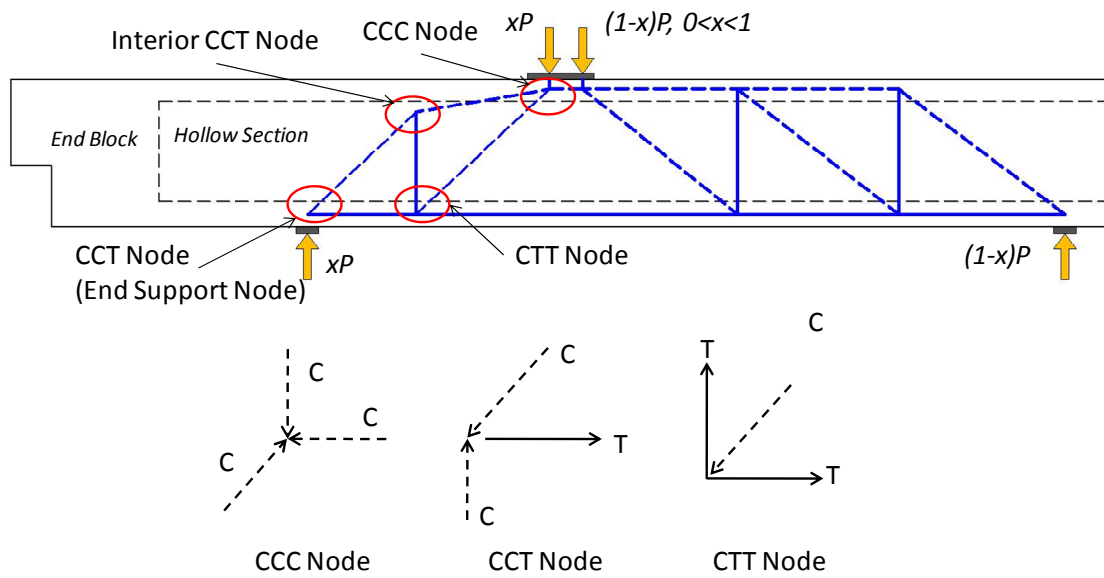 xP
(1-x)P, 0<x<1
Interior CCT Node
CCC Node
End Block
Hollow Section
CCT Node
(End Support Node)
xP
CTT Node
(1-x)P
C
C
C
CCC Node
C
T
C
CCT Node
C
T
T
CTT Node